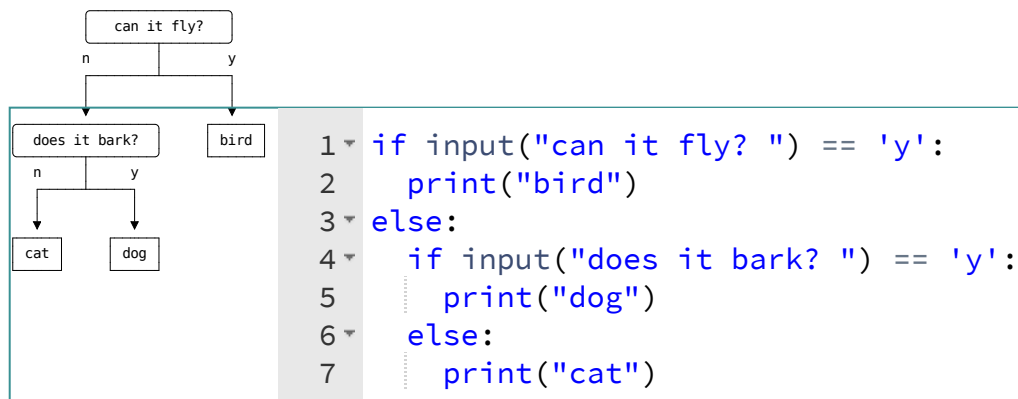 can it fly?
n y
does it bark? bird
n y
cat dog
1 if input("can it fly? ") == 'y':
2   print("bird")
3 else:
4   if input("does it bark? ") == 'y':
5     print("dog")
6   else:
7     print("cat")